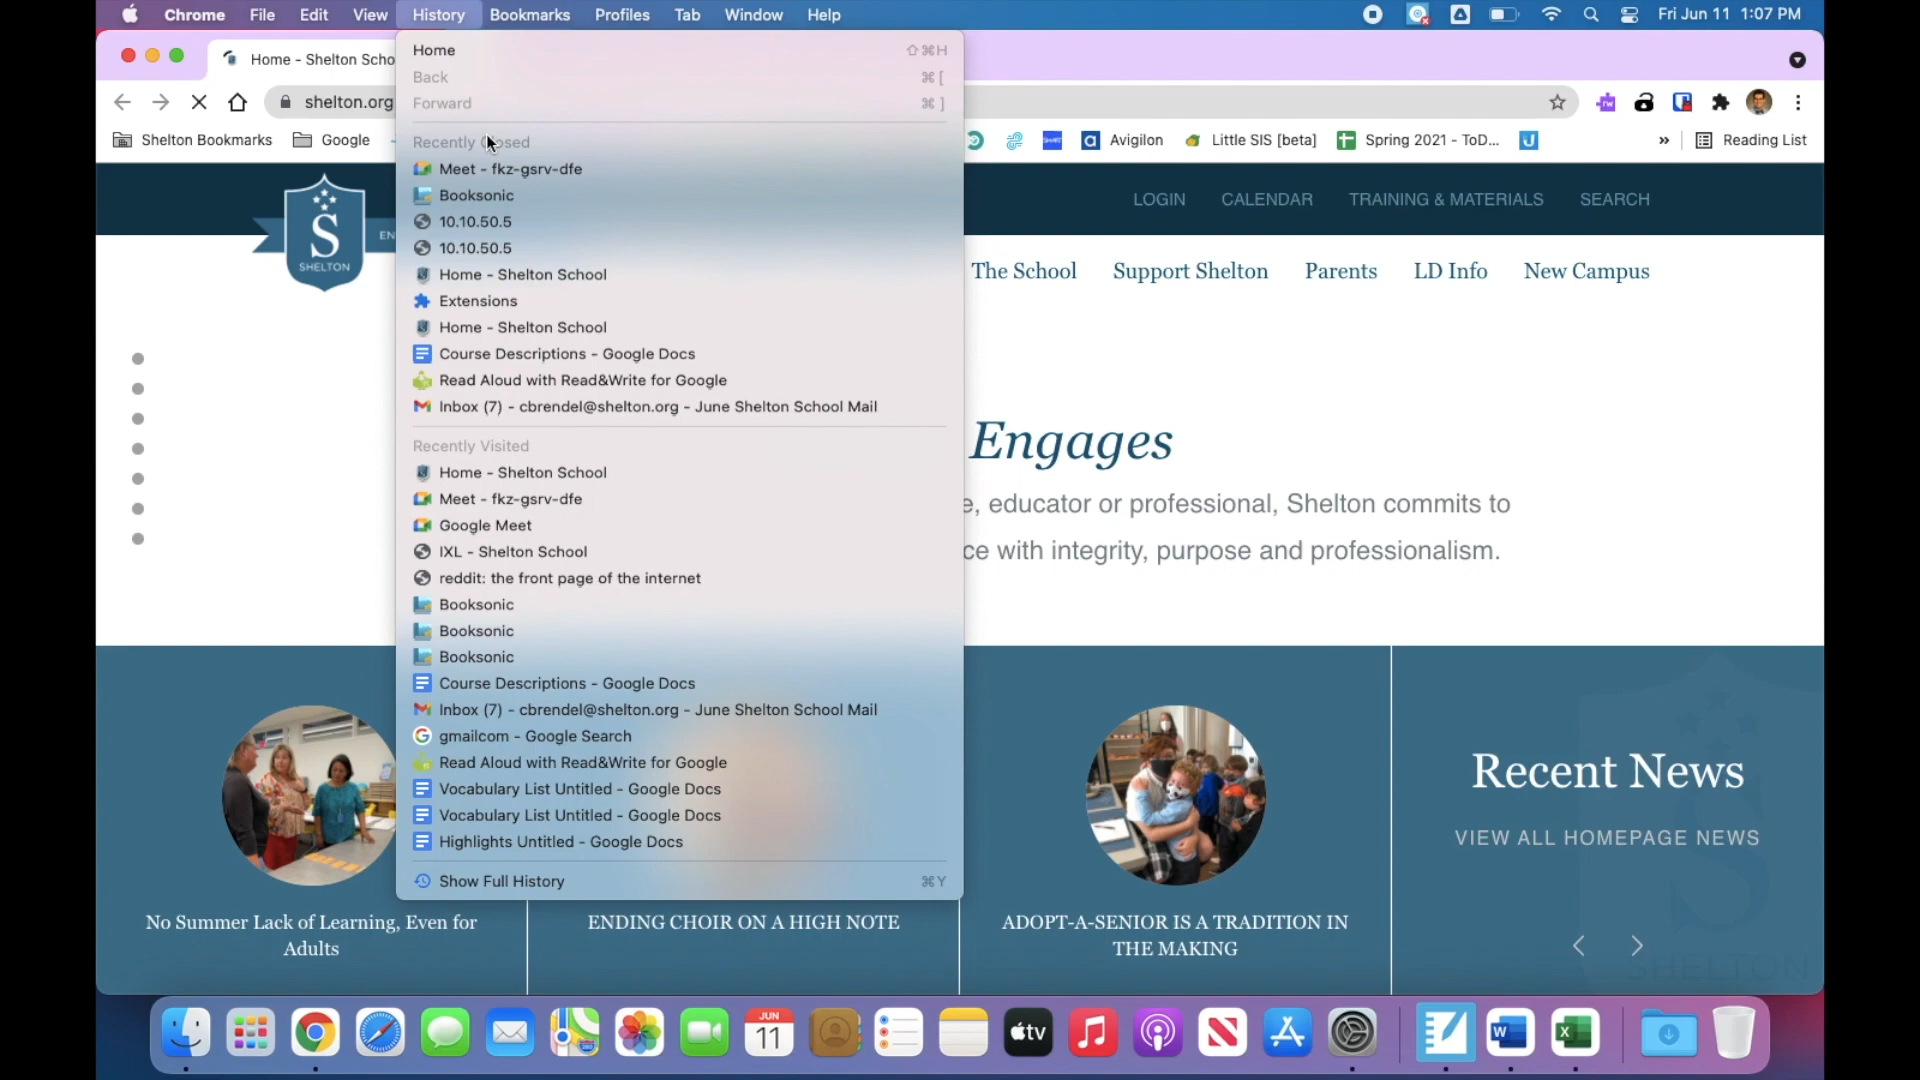 Chrome File Edit View History Bookmarks Profiles Tab Window Help Fri Jun 11 1:07 PM
Home - Shelton Scho
Home ⇧⌘H
Back ⌘[
Forward ⌘]
shelton.org
Shelton Bookmarks Google Avigilon Little SIS [beta] Spring 2021 - ToD... » Reading List
Recently Closed
Meet - fkz-gsrv-dfe
Booksonic
10.10.50.5
10.10.50.5
Home - Shelton School
Extensions
Home - Shelton School
Course Descriptions - Google Docs
Read Aloud with Read&Write for Google
Inbox (7) - cbrendel@shelton.org - June Shelton School Mail
Recently Visited
Home - Shelton School
Meet - fkz-gsrv-dfe
Google Meet
IXL - Shelton School
reddit: the front page of the internet
Booksonic
Booksonic
Booksonic
Course Descriptions - Google Docs
Inbox (7) - cbrendel@shelton.org - June Shelton School Mail
gmailcom - Google Search
Read Aloud with Read&Write for Google
Vocabulary List Untitled - Google Docs
Vocabulary List Untitled - Google Docs
Highlights Untitled - Google Docs
Show Full History ⌘Y
S
SHELTON
EN
LOGIN CALENDAR TRAINING & MATERIALS SEARCH
The School Support Shelton Parents LD Info New Campus
Engages
e, educator or professional, Shelton commits to
ce with integrity, purpose and professionalism.
No Summer Lack of Learning, Even for
Adults
ENDING CHOIR ON A HIGH NOTE
ADOPT-A-SENIOR IS A TRADITION IN
THE MAKING
Recent News
VIEW ALL HOMEPAGE NEWS
SHELTON
JUN
11
tv
W
X